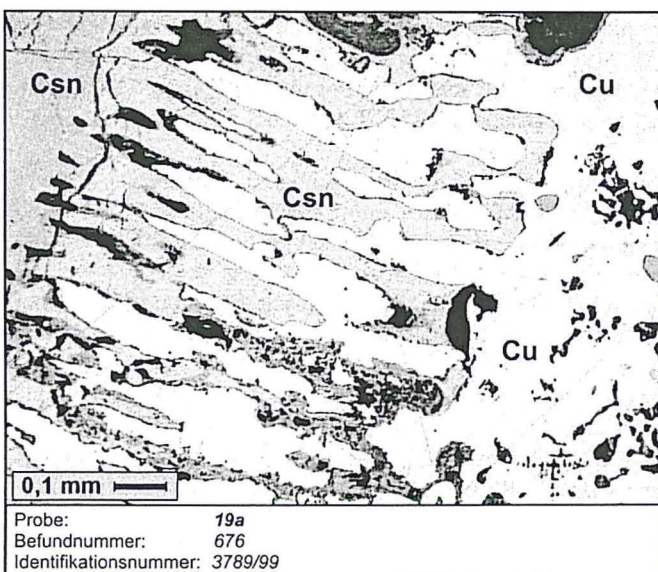 Csn
Cu
Csn
Cu
0,1 mm
Probe: 19a
Befundnummer: 676
Identifikationsnummer: 3789/99